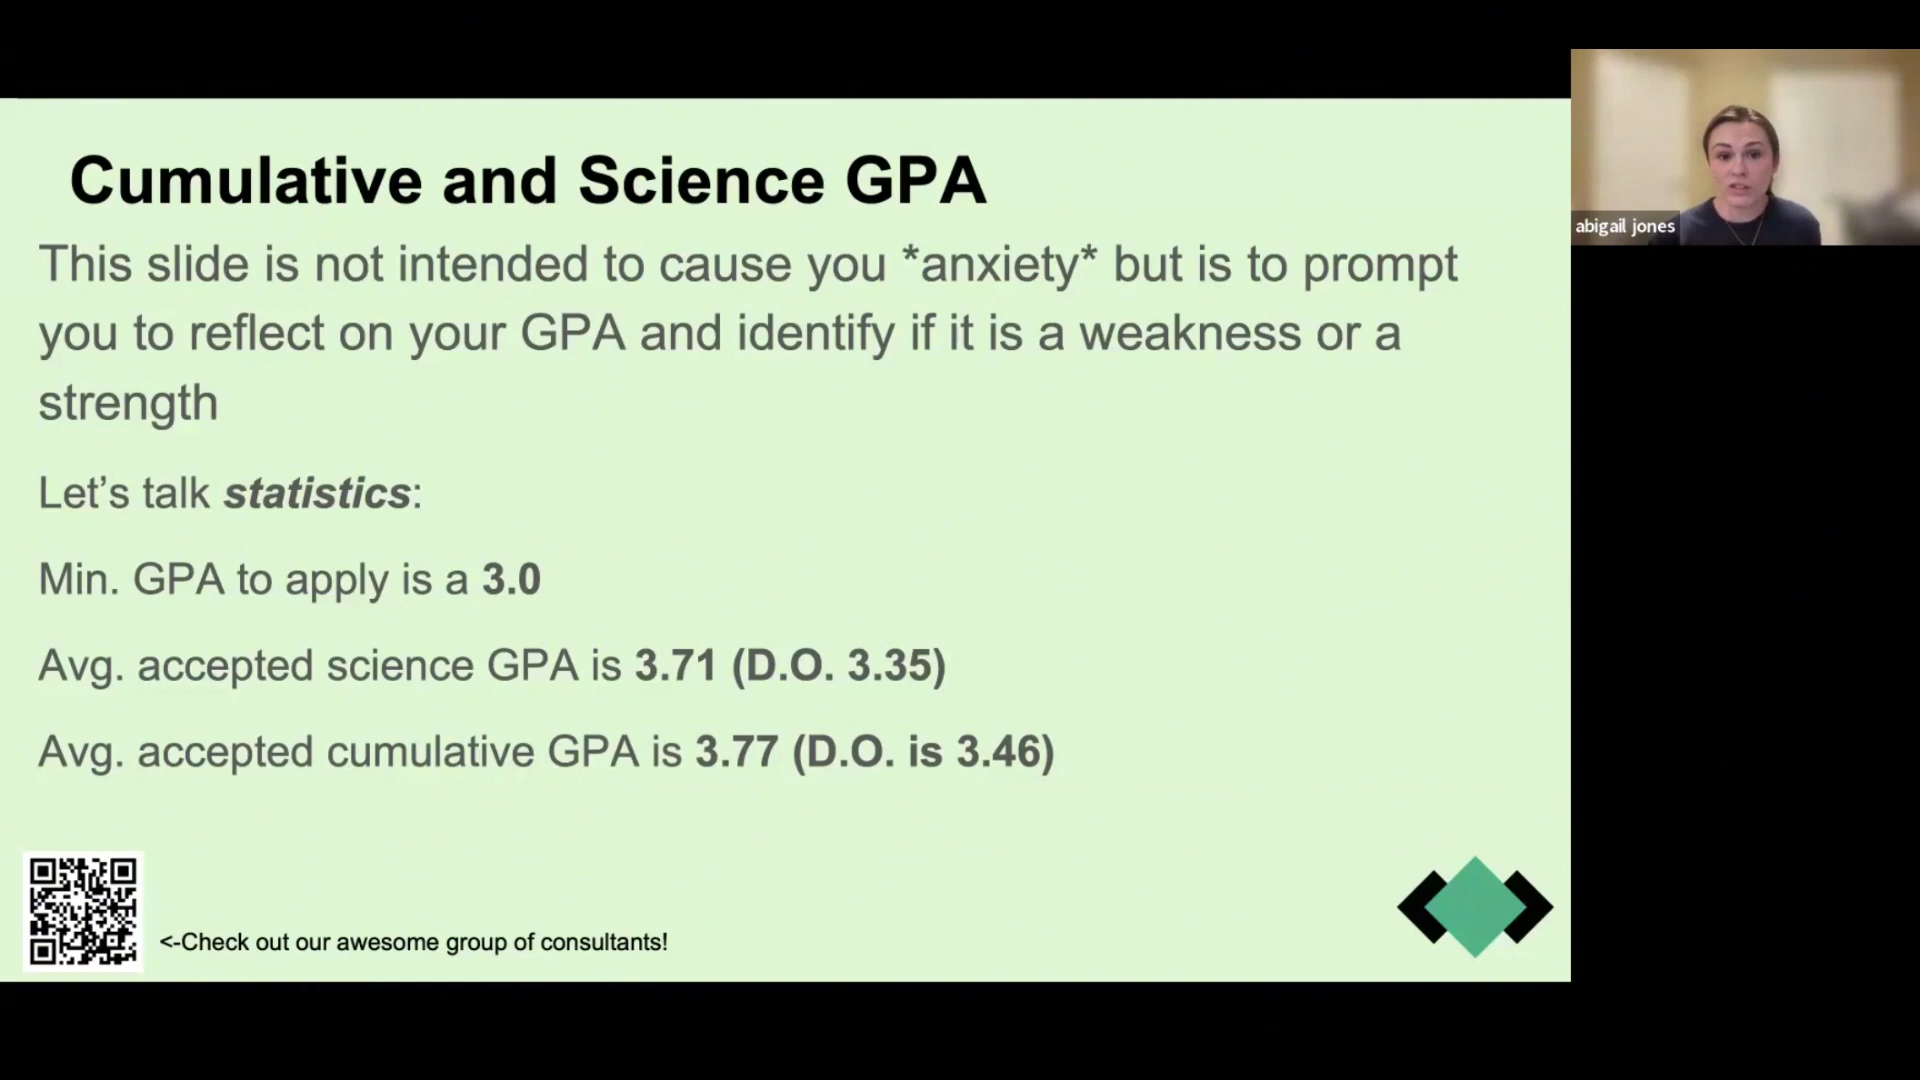 Cumulative and Science GPA
This slide is not intended to cause you *anxiety* but is to prompt
you to reflect on your GPA and identify if it is a weakness or a
strength
Let’s talk statistics:
Min. GPA to apply is a 3.0
Avg. accepted science GPA is 3.71 (D.O. 3.35)
Avg. accepted cumulative GPA is 3.77 (D.O. is 3.46)
<-Check out our awesome group of consultants!
abigail jones